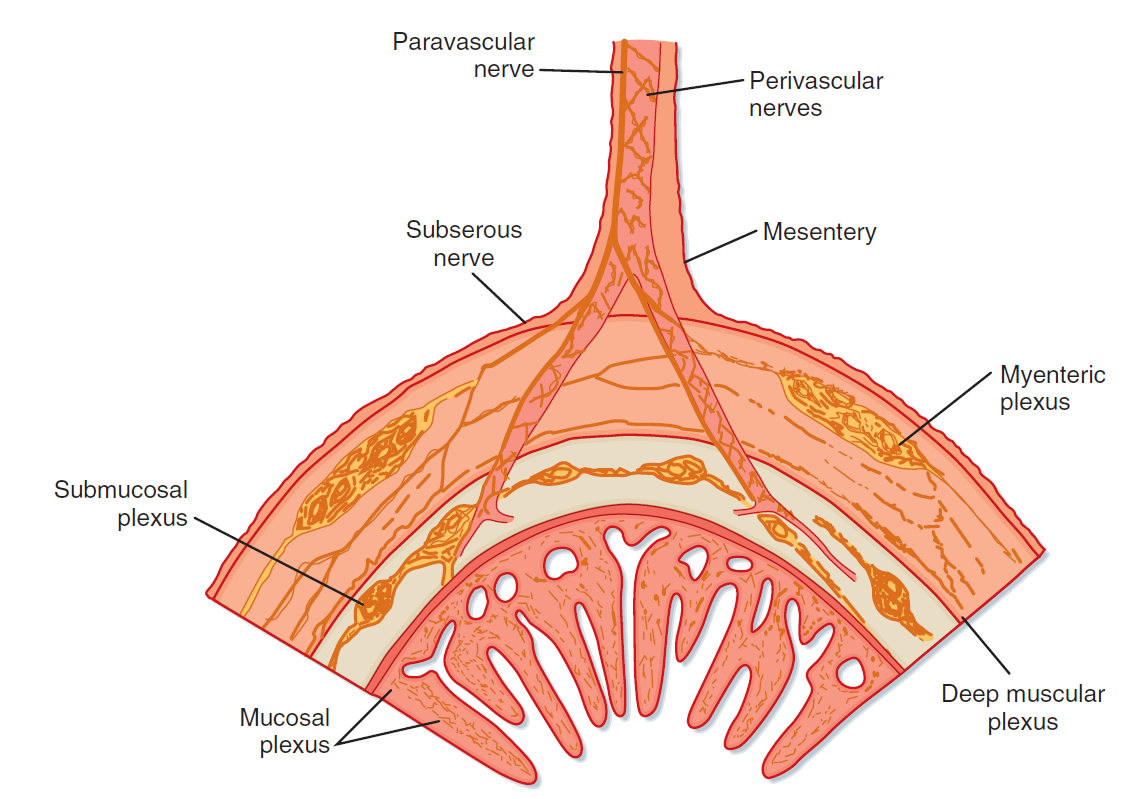 Paravascular
nerve
Perivascular
nerves
Subserous
nerve
Mesentery
Myenteric
plexus
Submucosal
plexus
Deep muscular
plexus
Mucosal
plexus